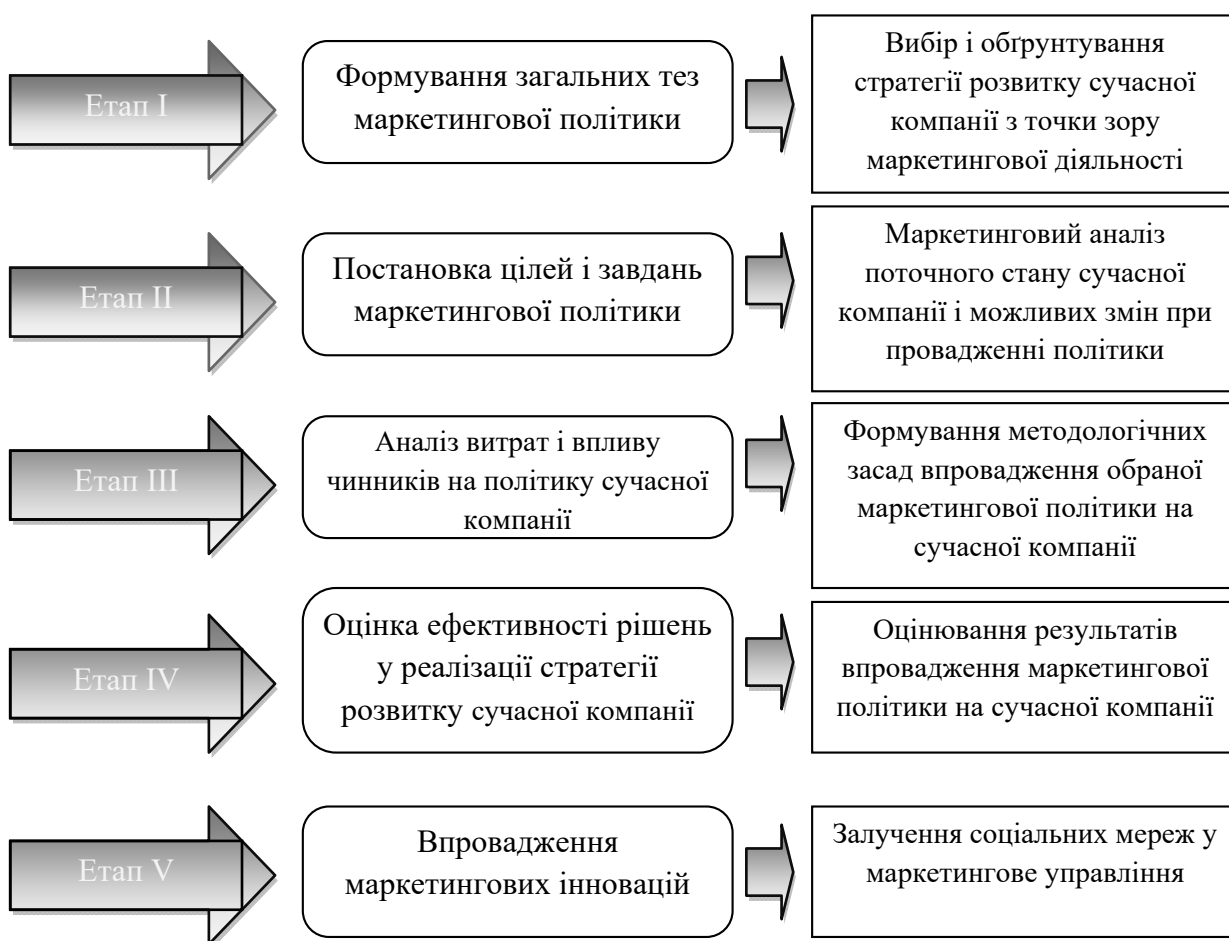 Етап І
Формування загальних тез
маркетингової політики
Вибір і обґрунтування
стратегії розвитку сучасної
компанії з точки зору
маркетингової діяльності
Етап ІІ
Постановка цілей і завдань
маркетингової політики
Маркетинговий аналіз
поточного стану сучасної
компанії і можливих змін при
провадженні політики
Етап ІІІ
Аналіз витрат і впливу
чинників на політику сучасної
компанії
Формування методологічних
засад впровадження обраної
маркетингової політики на
сучасної компанії
Етап IV
Оцінка ефективності рішень
у реалізації стратегії
розвитку сучасної компанії
Оцінювання результатів
впровадження маркетингової
політики на сучасної компанії
Етап V
Впровадження
маркетингових інновацій
Залучення соціальних мереж у
маркетингове управління